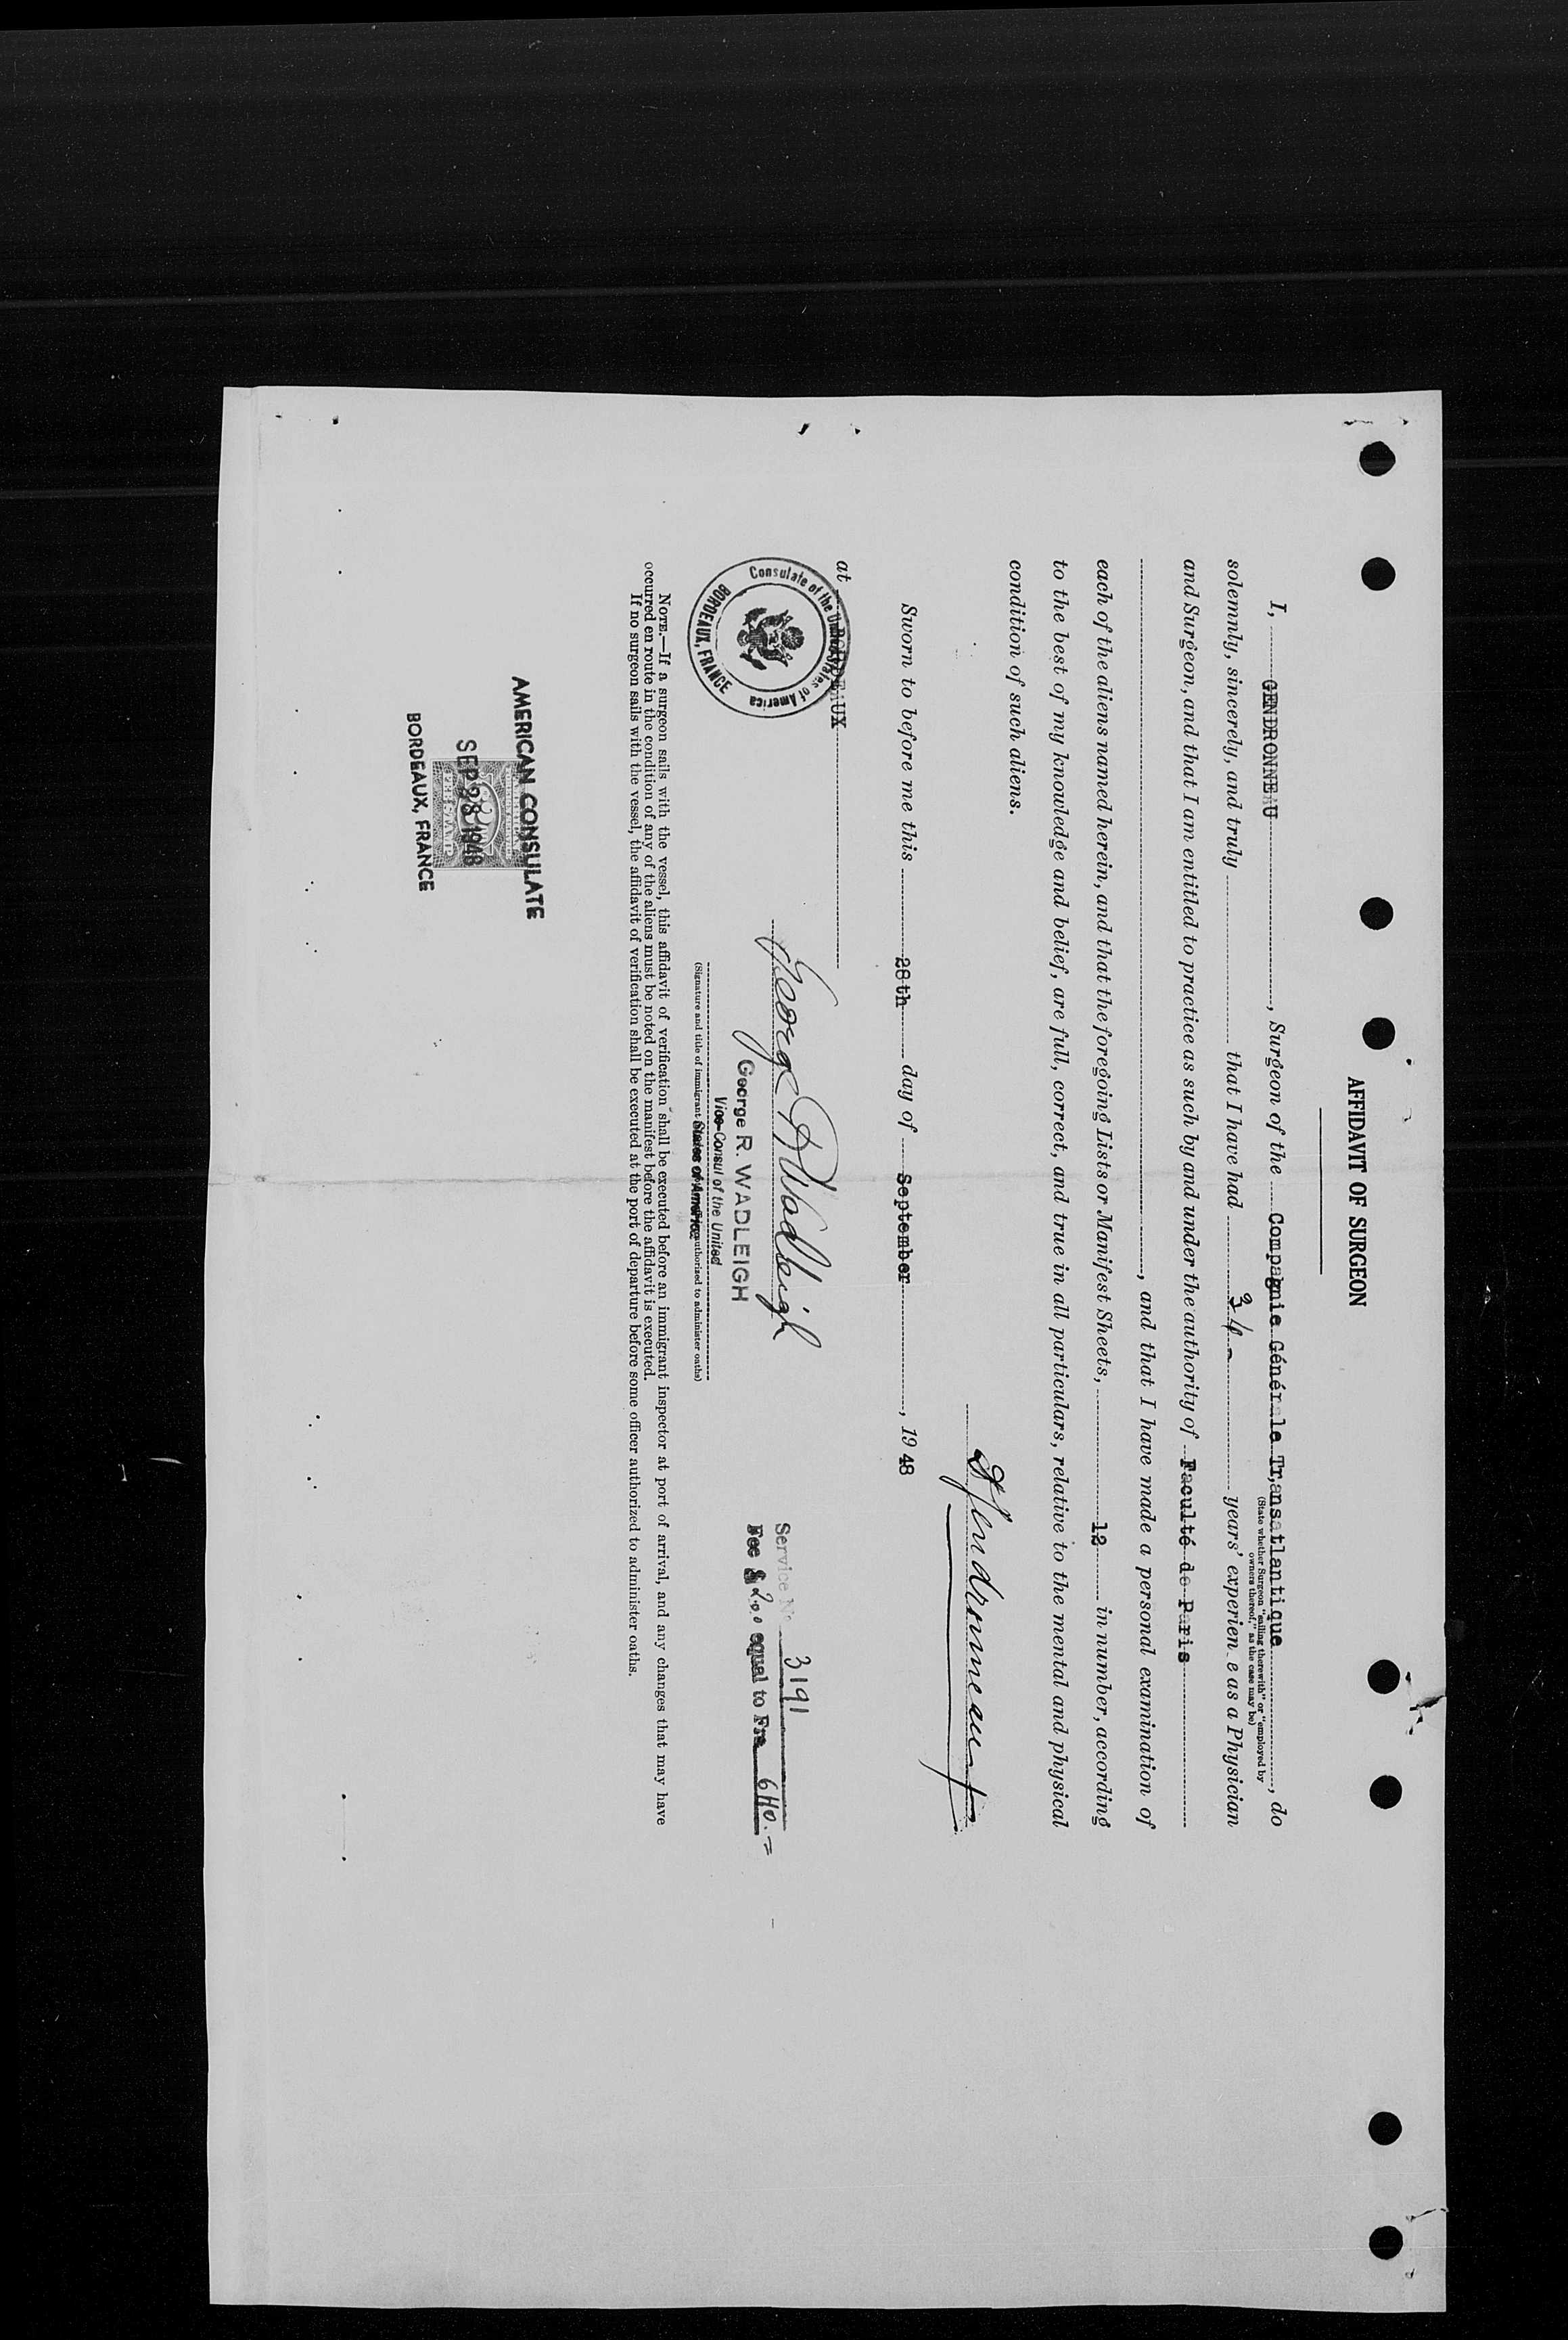 AFFIDAVIT OF SURGEON
I, GENDRONNEAU, Surgeon of the Compagnie Générale Transatlantique, do
(State whether Surgeon "sailing therewith" or "employed by
owners thereof," as the case may be)
solemnly, sincerely, and truly that I have had 34 years' experien e as a Physician
and Surgeon, and that I am entitled to practice as such by and under the authority of Faculté de Paris
, and that I have made a personal examination of
each of the aliens named herein, and that the foregoing Lists or Manifest Sheets, 12 in number, according
to the best of my knowledge and belief, are full, correct, and true in all particulars, relative to the mental and physical
condition of such aliens.
Gendronneau
Sworn to before me this 28th day of September, 1948
at BORDEAUX
Consulate of the United States of America
BORDEAUX, FRANCE
George R Wadleigh
George R. WADLEIGH
Vice-Consul of the United
States of America
(Signature and title of immigrant authorized to administer oaths)
Service No 3191
Fee $ 2.00 equal to Frs 640.=
NOTE.—If a surgeon sails with the vessel, this affidavit of verification shall be executed before an immigrant inspector at port of arrival, and any changes that may have
occurred en route in the condition of any of the aliens must be noted on the manifest before the affidavit is executed.
If no surgeon sails with the vessel, the affidavit of verification shall be executed at the port of departure before some officer authorized to administer oaths.
AMERICAN CONSULATE
SEP 28 1948
BORDEAUX, FRANCE